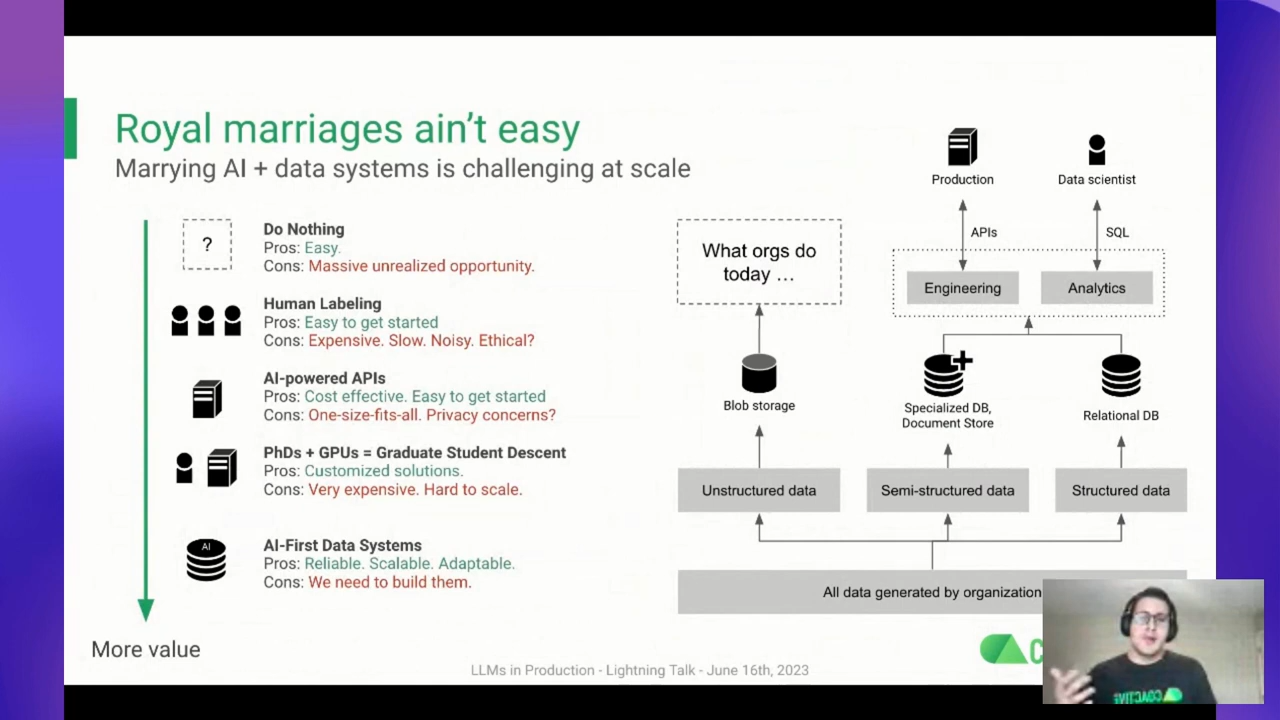 Royal marriages ain't easy
Marrying AI + data systems is challenging at scale
?
Do Nothing
Pros: Easy.
Cons: Massive unrealized opportunity.
Human Labeling
Pros: Easy to get started
Cons: Expensive. Slow. Noisy. Ethical?
AI-powered APIs
Pros: Cost effective. Easy to get started
Cons: One-size-fits-all. Privacy concerns?
PhDs + GPUs = Graduate Student Descent
Pros: Customized solutions.
Cons: Very expensive. Hard to scale.
AI
AI-First Data Systems
Pros: Reliable. Scalable. Adaptable.
Cons: We need to build them.
More value
Production
Data scientist
APIs
SQL
What orgs do
today ...
Engineering
Analytics
Blob storage
Specialized DB,
Document Store
Relational DB
Unstructured data
Semi-structured data
Structured data
All data generated by organization
LLMs in Production - Lightning Talk - June 16th, 2023